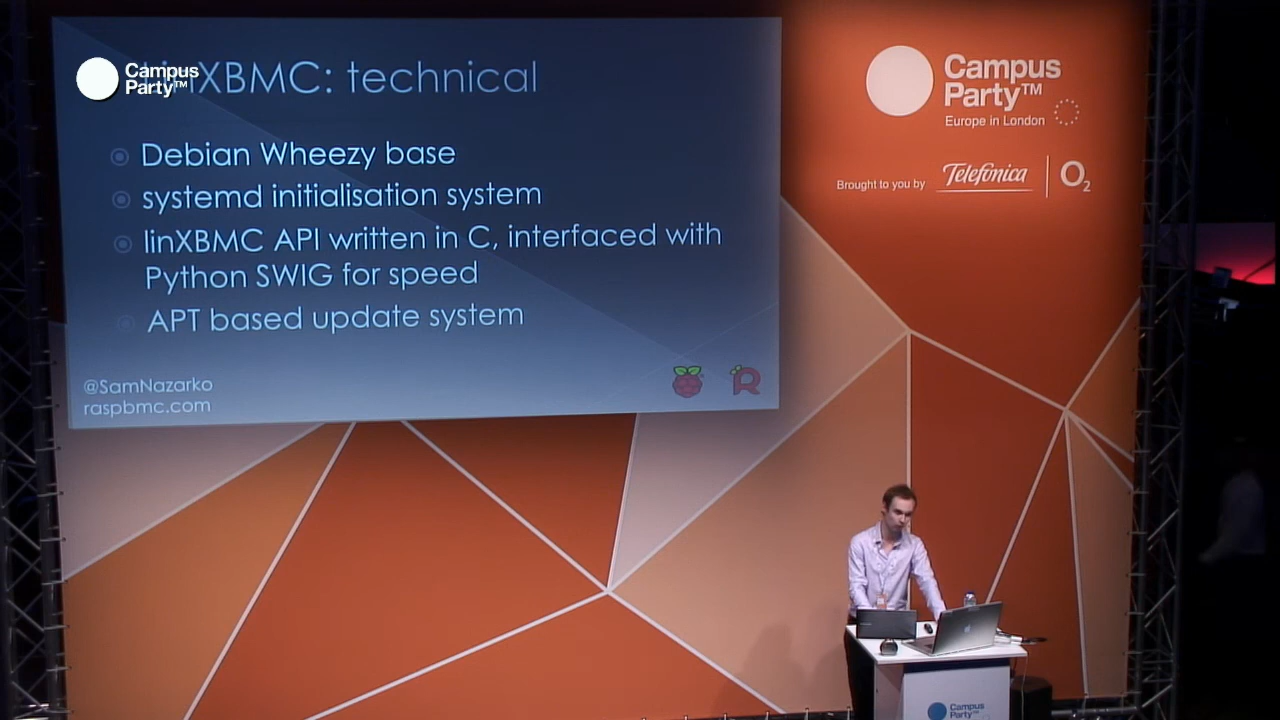 Campus
Party™
linXBMC: technical
Debian Wheezy base
systemd initialisation system
linXBMC API written in C, interfaced with
Python SWIG for speed
APT based update system
@SamNazarko
raspbmc.com
Campus
Party™
Europe in London
Brought to you by
Telefónica
O2
Campus
Party™